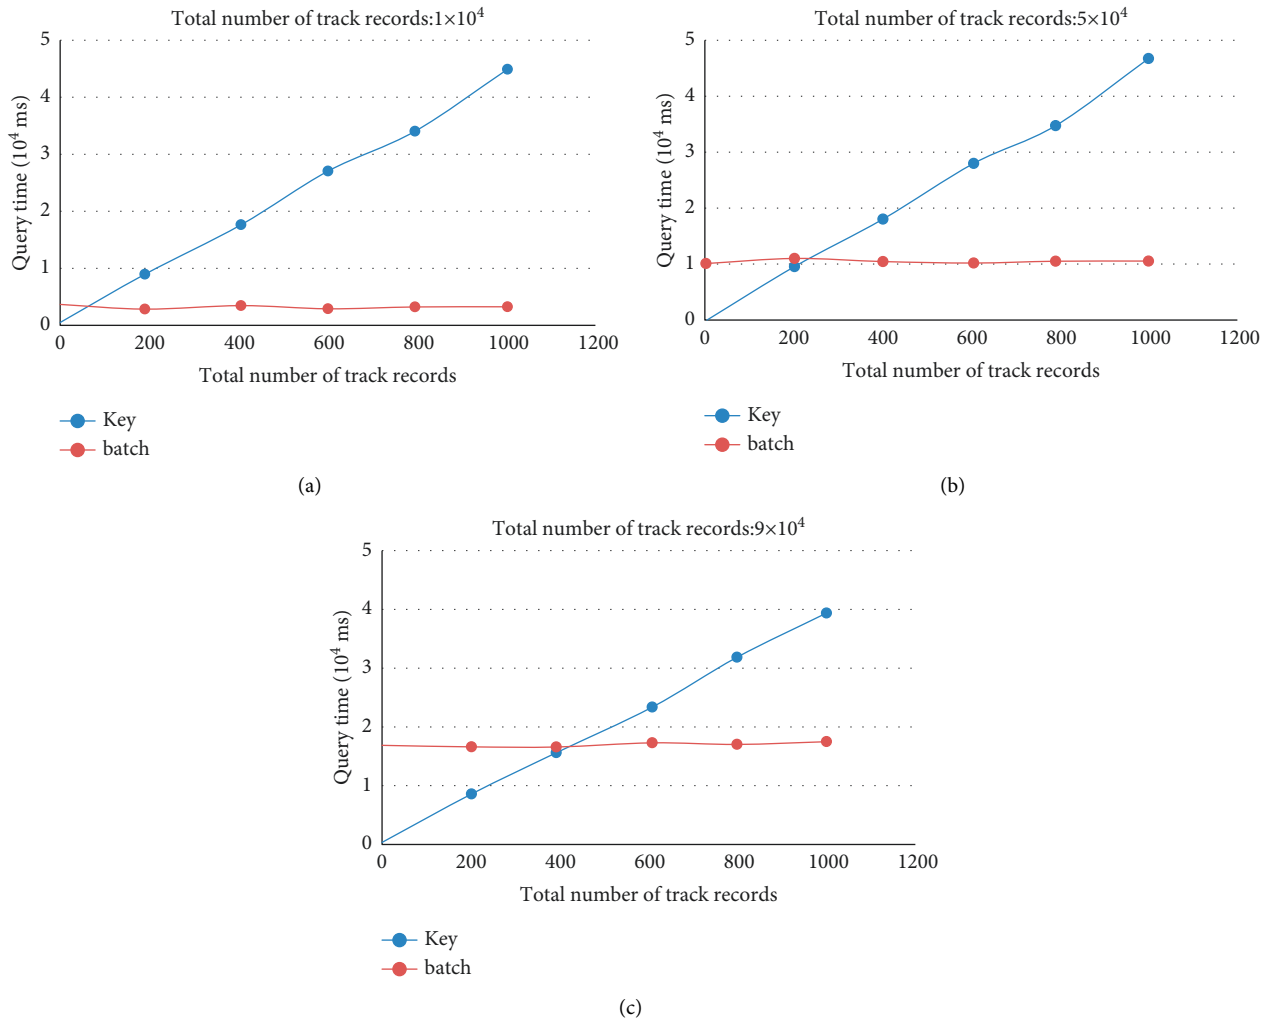 Total number of track records:1×10⁴
5
4
3
2
1
0
Query time (10⁴ ms)
0 200 400 600 800 1000 1200
Total number of track records
Key
batch
(a)
Total number of track records:5×10⁴
5
4
3
2
1
0
Query time (10⁴ ms)
0 200 400 600 800 1000 1200
Total number of track records
Key
batch
(b)
Total number of track records:9×10⁴
5
4
3
2
1
0
Query time (10⁴ ms)
0 200 400 600 800 1000 1200
Total number of track records
Key
batch
(c)